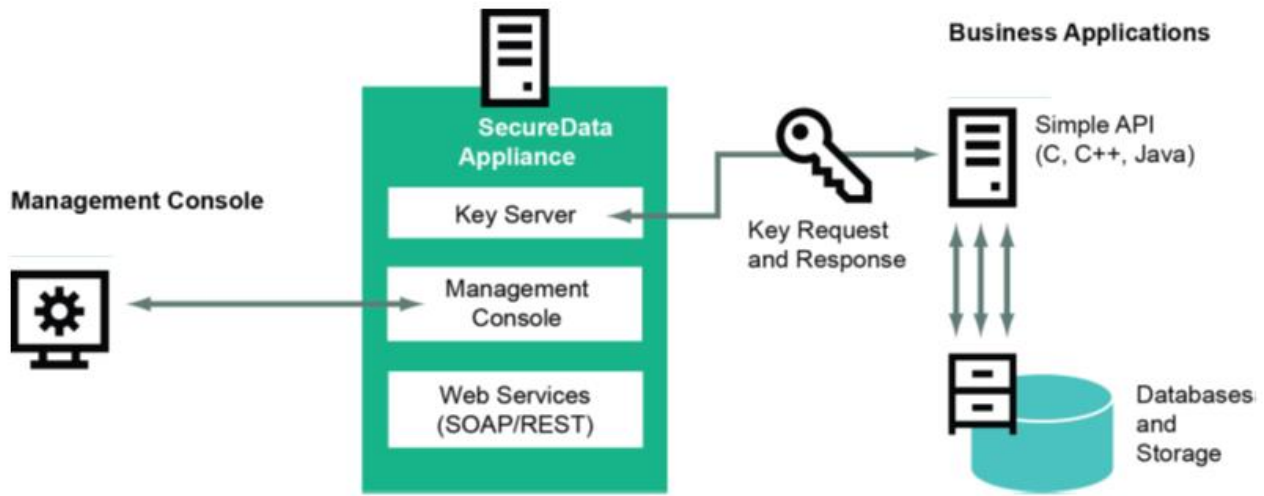 Business Applications
SecureData
Appliance
Simple API
(C, C++, Java)
Management Console
Key Server
Key Request
and Response
Management
Console
Web Services
(SOAP/REST)
Databases
and
Storage